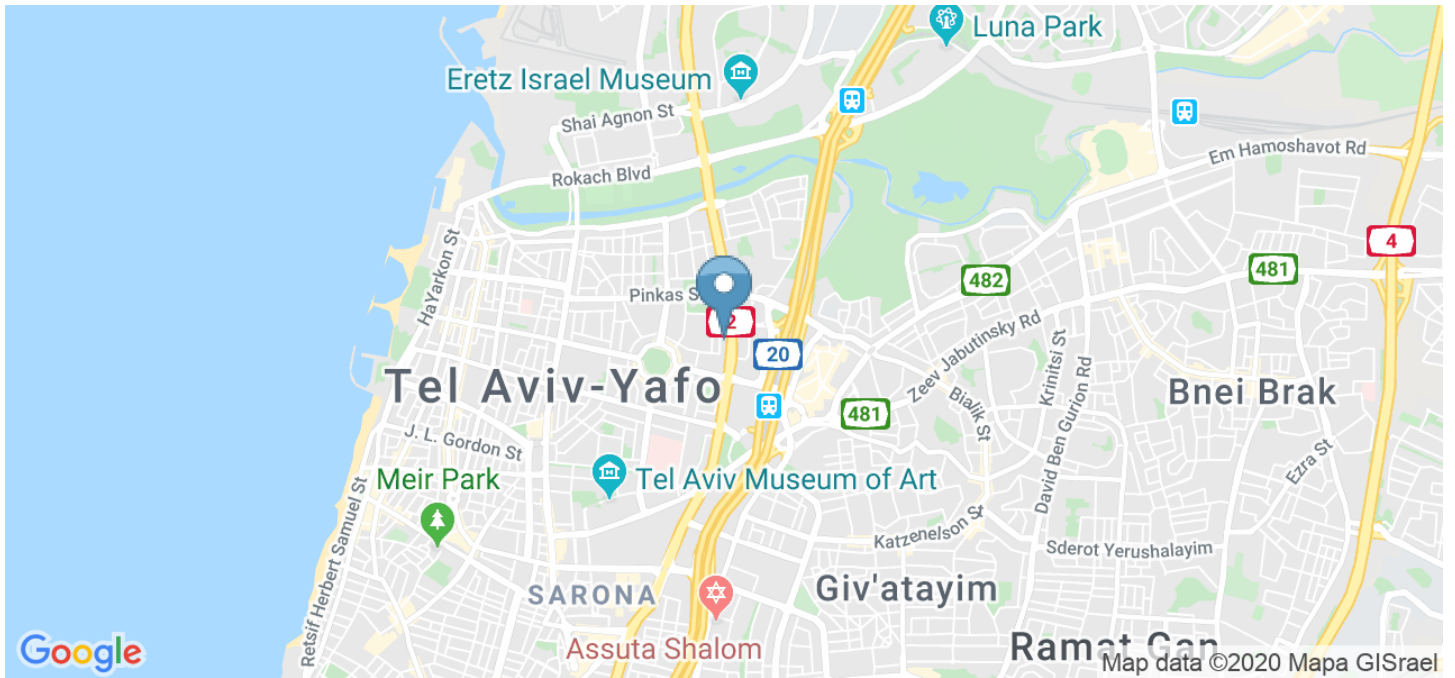 Luna Park
Eretz Israel Museum
Shai Agnon St
Em Hamoshavot Rd
Rokach Blvd
HaYarkon St
4
481
482
Pinkas S
2
20
Zeev Jabutinsky Rd
Krinitsi St
David Ben Gurion Rd
Tel Aviv-Yafo
Bnei Brak
Bialik St
481
J. L. Gordon St
Ezra St
Meir Park
Tel Aviv Museum of Art
Retsif Herbert Samuel St
Katzenelson St
Sderot Yerushalayim
SARONA
Giv'atayim
Assuta Shalom
Ramat Gan
Google
Map data ©2020 Mapa GISrael